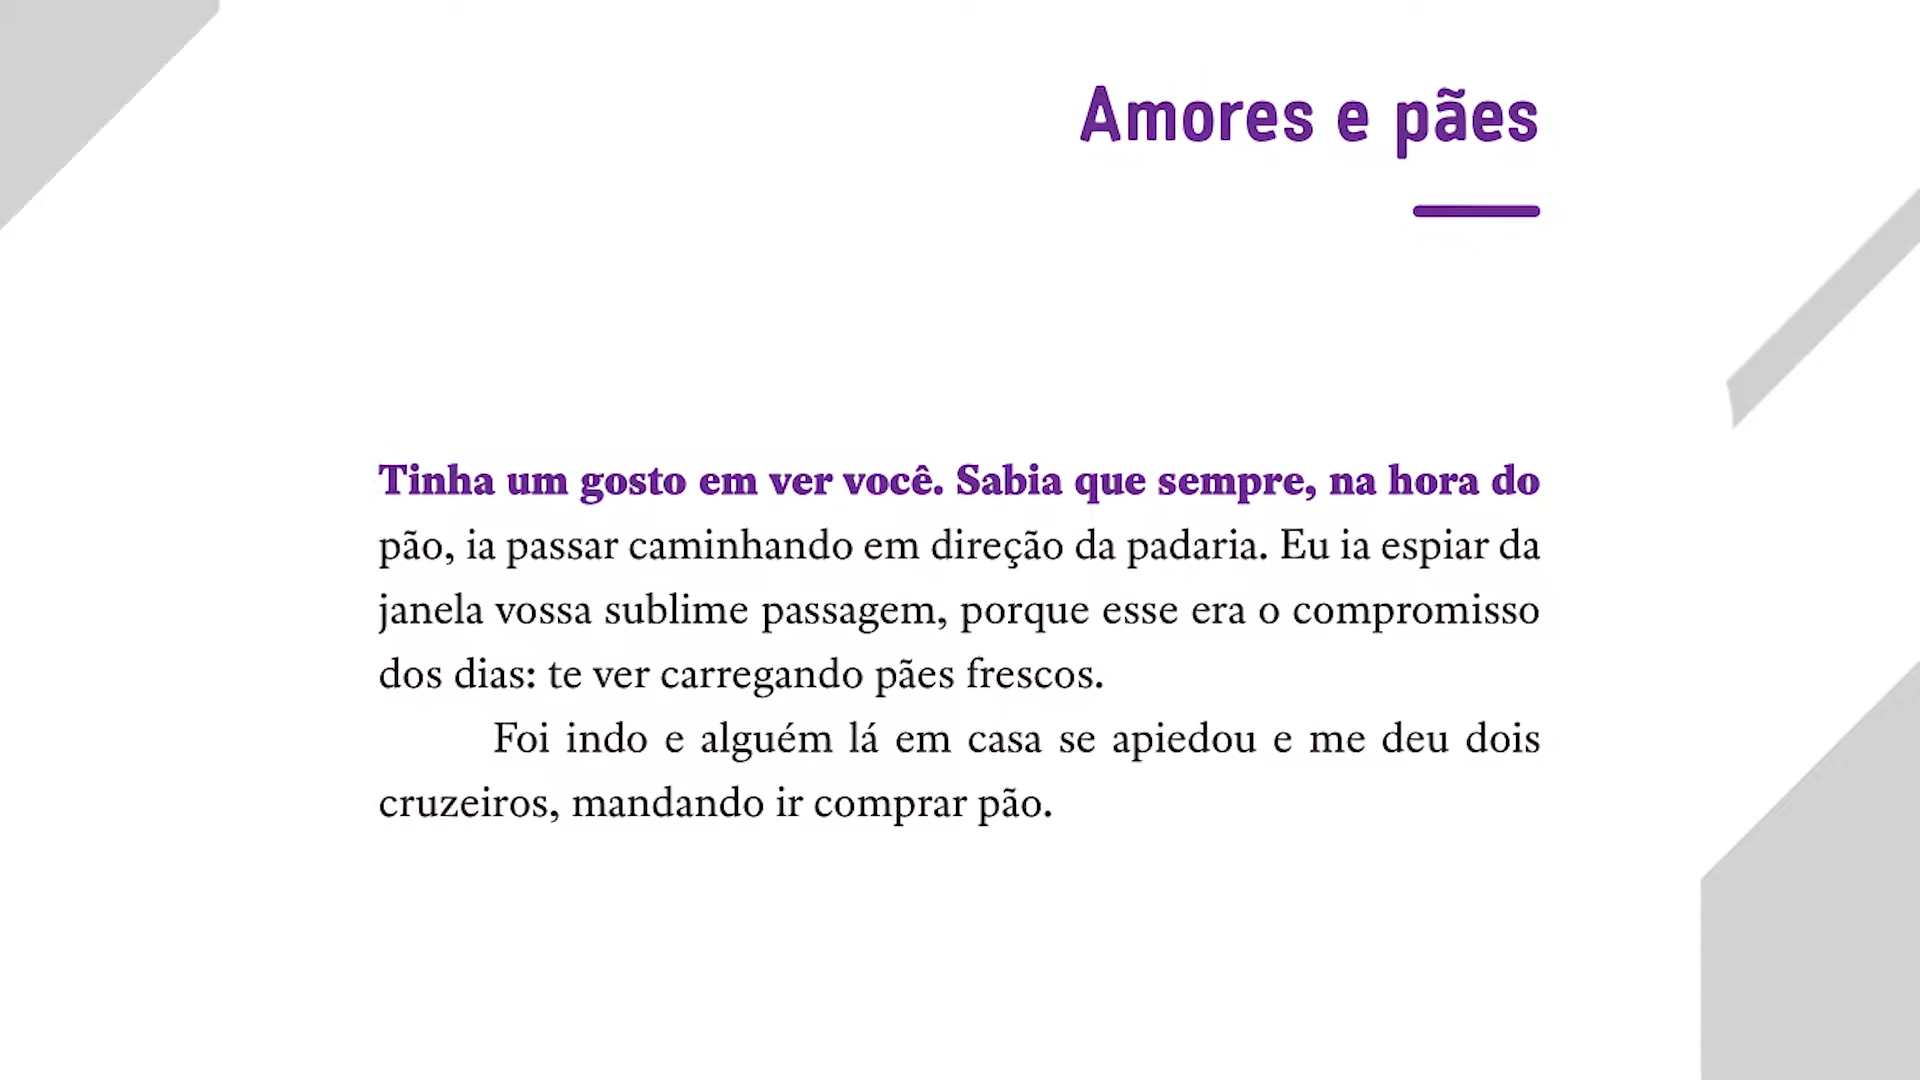 Amores e pães
Tinha um gosto em ver você. Sabia que sempre, na hora do
pão, ia passar caminhando em direção da padaria. Eu ia espiar da
janela vossa sublime passagem, porque esse era o compromisso
dos dias: te ver carregando pães frescos.
Foi indo e alguém lá em casa se apiedou e me deu dois
cruzeiros, mandando ir comprar pão.